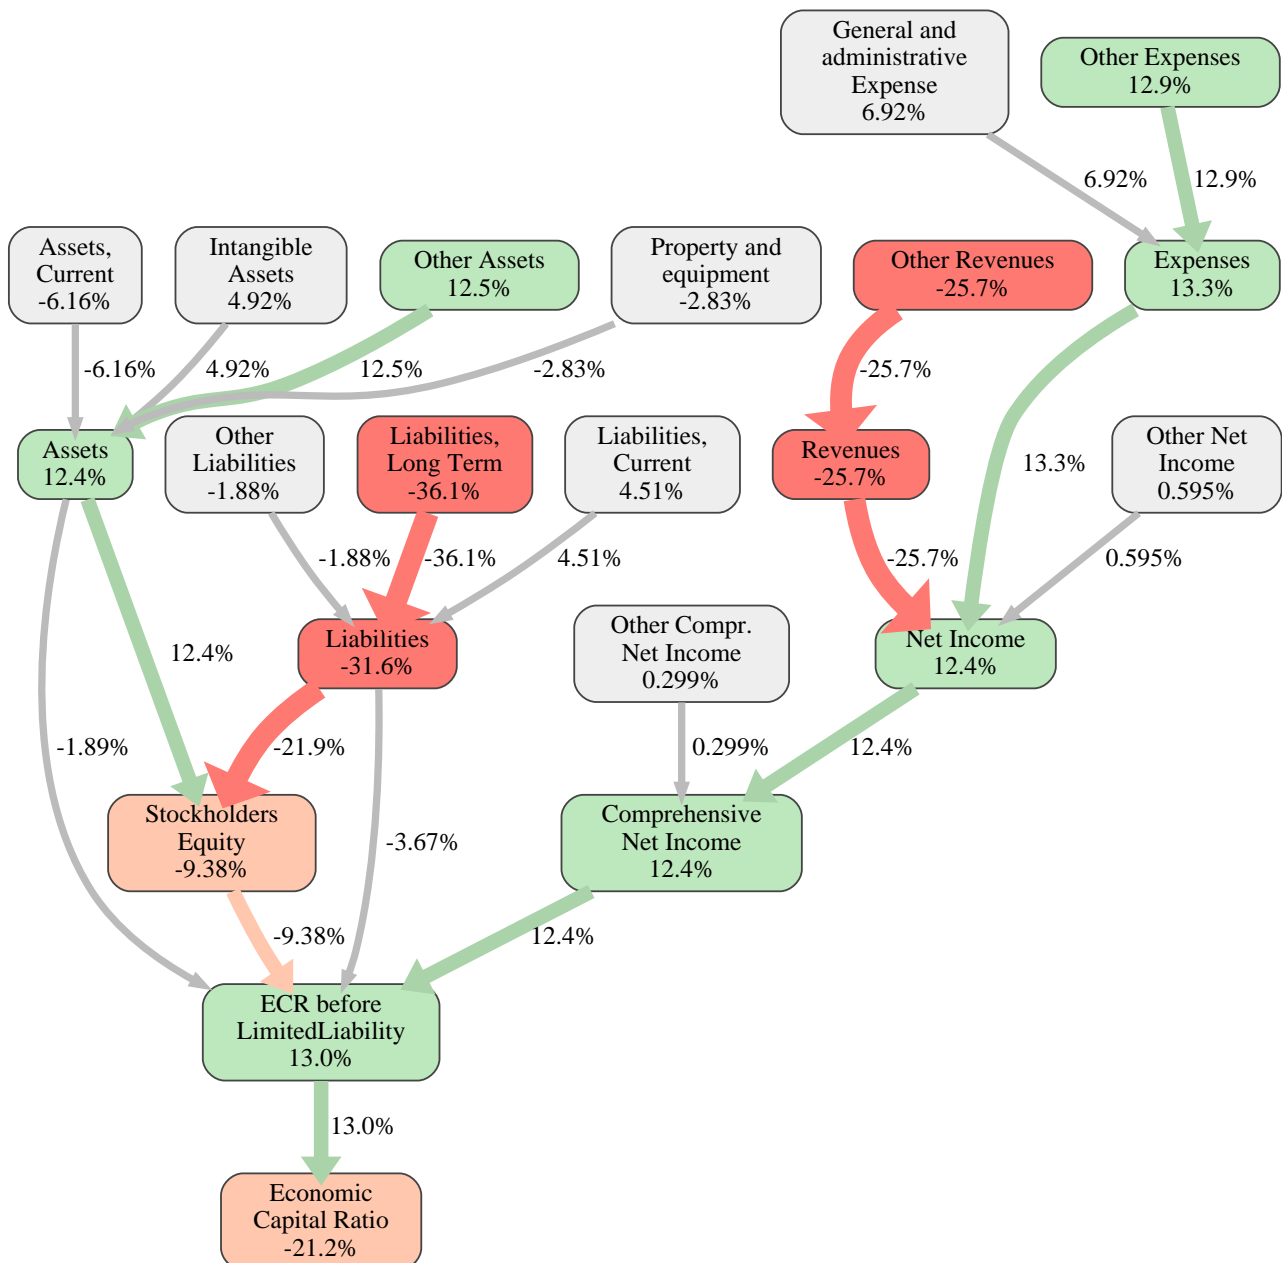 General and
administrative
Expense
6.92%
Other Expenses
12.9%
6.92%
12.9%
Assets,
Current
-6.16%
Intangible
Assets
4.92%
Other Assets
12.5%
Property and
equipment
-2.83%
Other Revenues
-25.7%
Expenses
13.3%
-6.16%
4.92%
12.5%
-2.83%
-25.7%
13.3%
Assets
12.4%
Other
Liabilities
-1.88%
Liabilities,
Long Term
-36.1%
Liabilities,
Current
4.51%
Revenues
-25.7%
Other Net
Income
0.595%
-1.88%
-36.1%
4.51%
-25.7%
0.595%
12.4%
Liabilities
-31.6%
Other Compr.
Net Income
0.299%
Net Income
12.4%
-1.89%
-21.9%
0.299%
12.4%
Stockholders
Equity
-9.38%
-3.67%
Comprehensive
Net Income
12.4%
-9.38%
12.4%
ECR before
LimitedLiability
13.0%
13.0%
Economic
Capital Ratio
-21.2%